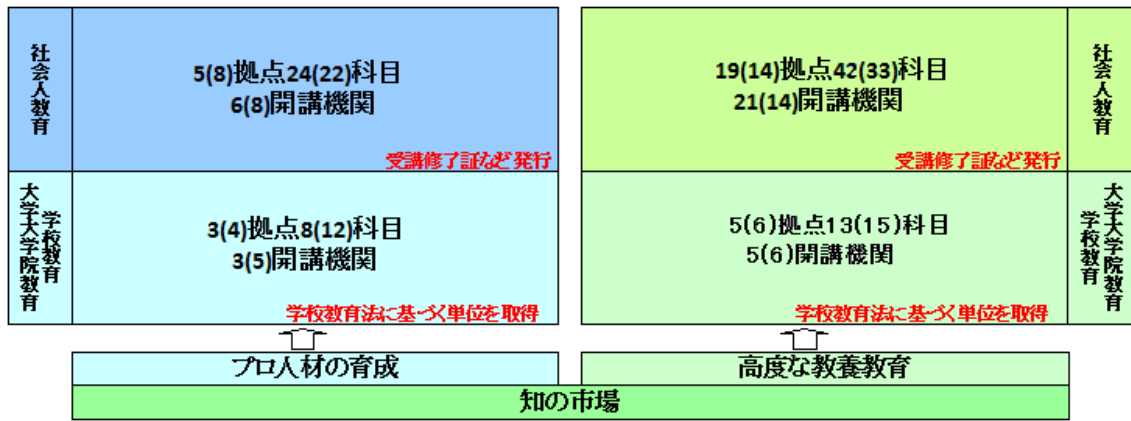 社会人教育
5(8)拠点24(22)科目
6(8)開講機関
受講修了証など発行
19(14)拠点42(33)科目
21(14)開講機関
受講修了証など発行
社会人教育
学校教育
大学大学院教育
3(4)拠点8(12)科目
3(5)開講機関
学校教育法に基づく単位を取得
5(6)拠点13(15)科目
5(6)開講機関
学校教育法に基づく単位を取得
大学大学院教育
学校教育
プロ人材の育成
高度な教養教育
知の市場